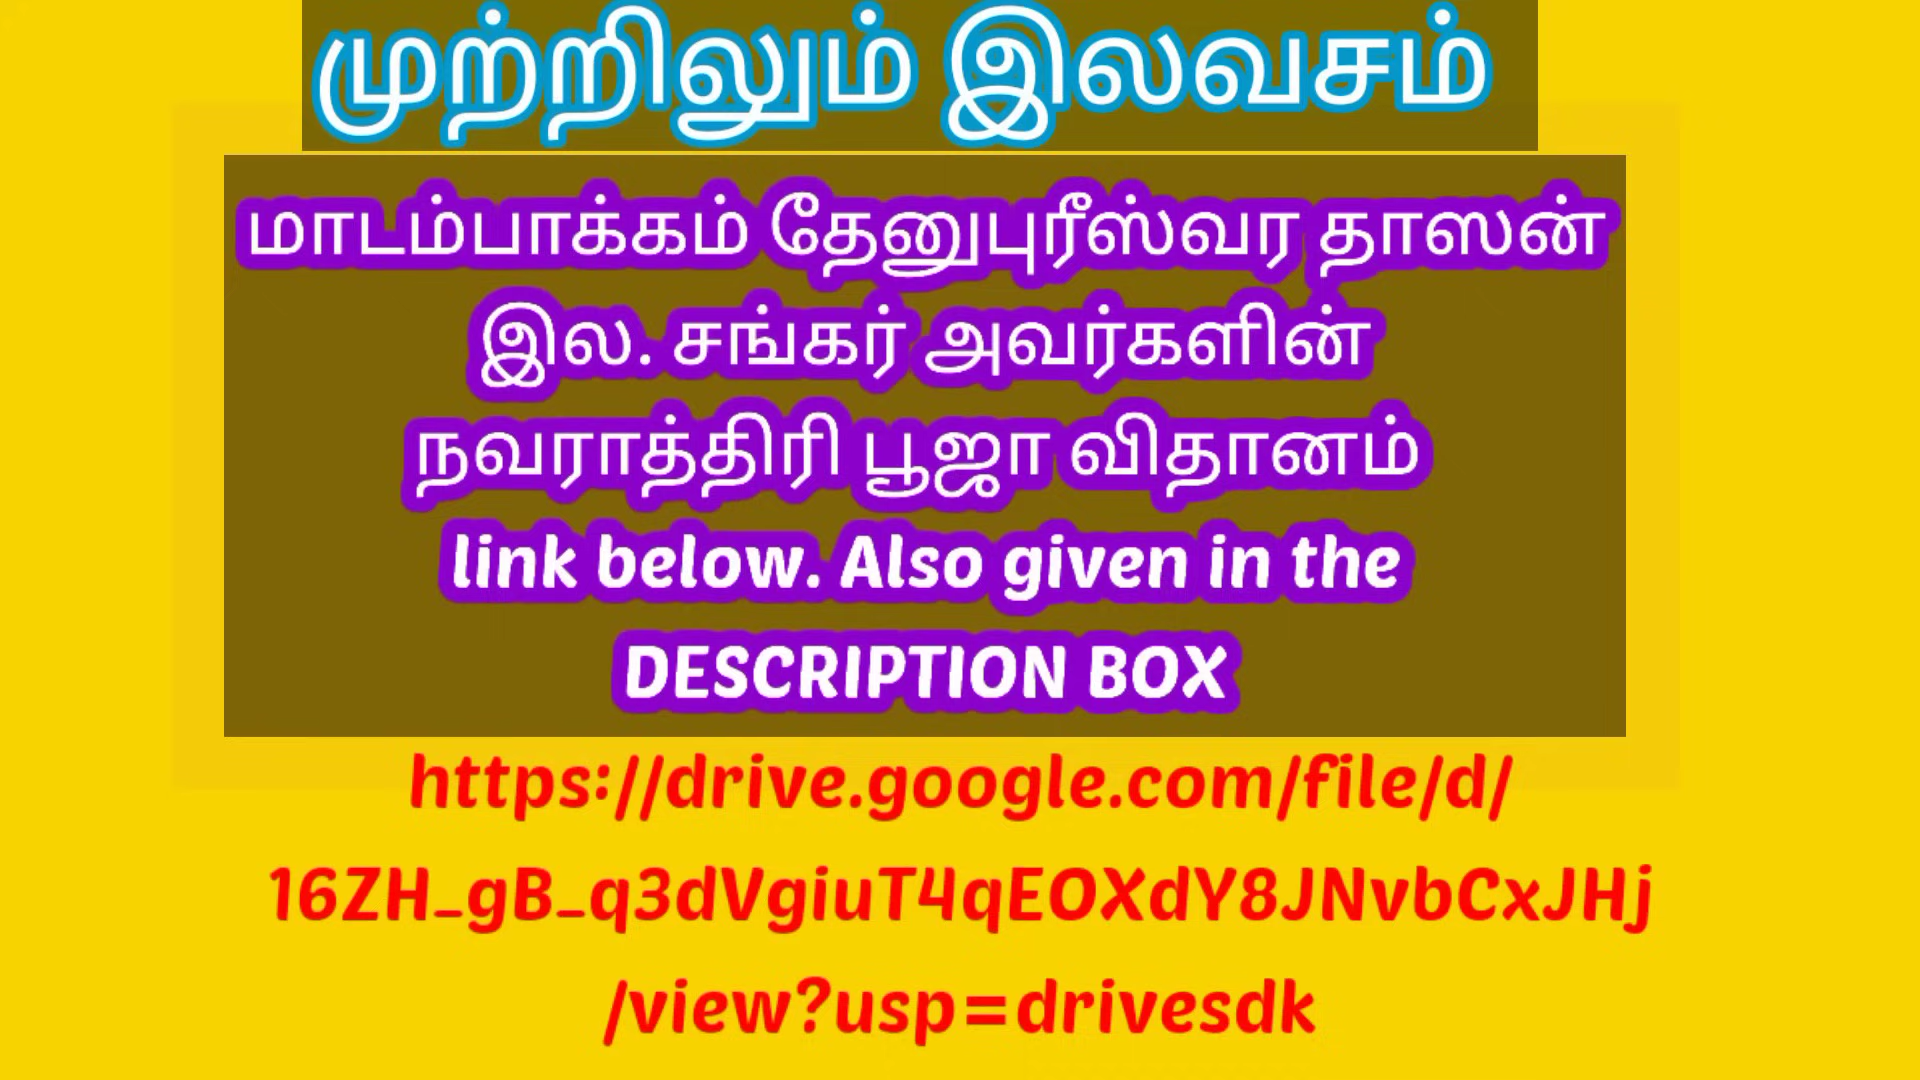 முற்றிலும் இலவசம்
மாடம்பாக்கம் தேனுபுரீஸ்வர தாஸன்
இல. சங்கர் அவர்களின்
நவராத்திரி பூஜா விதானம்
link below. Also given in the
DESCRIPTION BOX
https://drive.google.com/file/d/
16ZH_gB_q3dVgiuT4qEOXdY8JNvbCxJHj
/view?usp=drivesdk